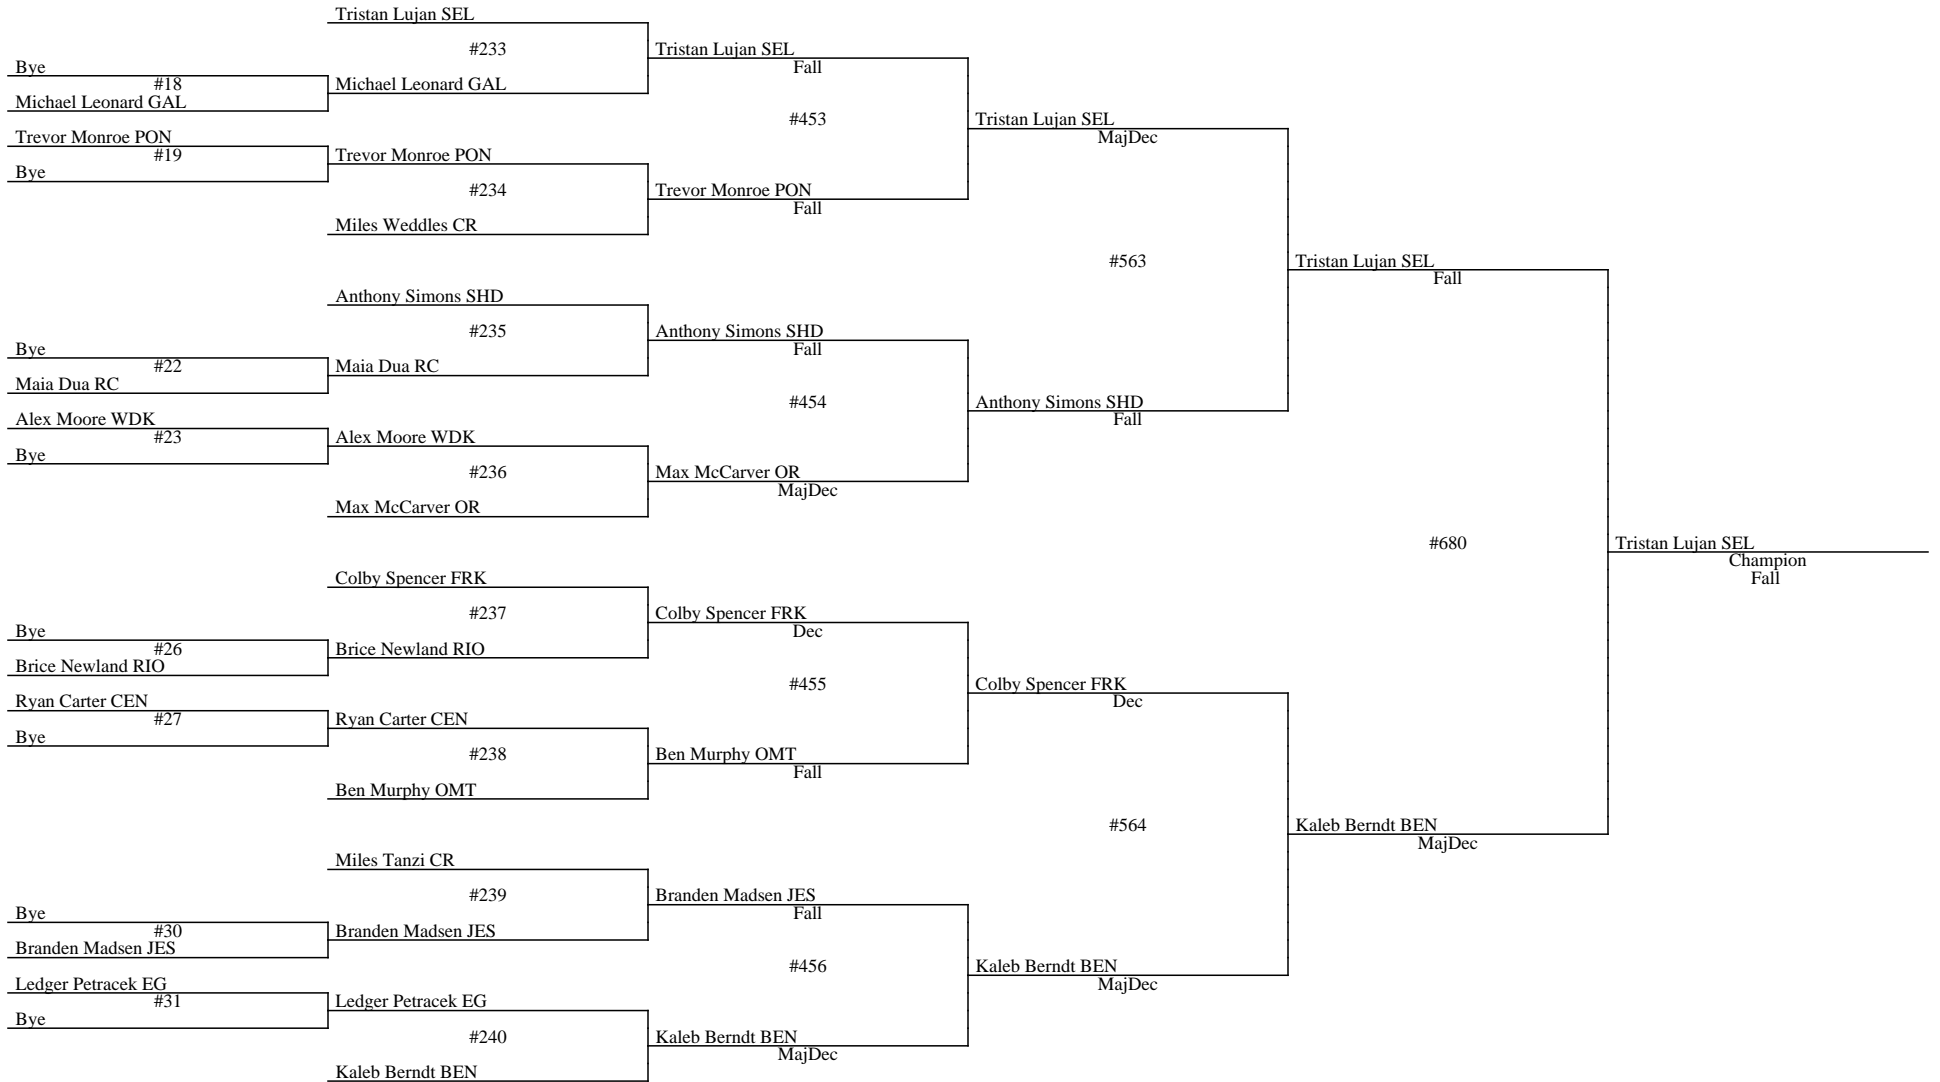 Tristan Lujan SEL
#233
Tristan Lujan SEL
Fall
Bye
#18
Michael Leonard GAL
Michael Leonard GAL
#453
Tristan Lujan SEL
MajDec
Trevor Monroe PON
#19
Trevor Monroe PON
Bye
#234
Trevor Monroe PON
Fall
Miles Weddles CR
#563
Tristan Lujan SEL
Fall
Anthony Simons SHD
#235
Anthony Simons SHD
Fall
Bye
#22
Maia Dua RC
Maia Dua RC
#454
Anthony Simons SHD
Fall
Alex Moore WDK
#23
Alex Moore WDK
Bye
#236
Max McCarver OR
MajDec
Max McCarver OR
#680
Tristan Lujan SEL
Champion
Fall
Colby Spencer FRK
#237
Colby Spencer FRK
Dec
Bye
#26
Brice Newland RIO
Brice Newland RIO
#455
Colby Spencer FRK
Dec
Ryan Carter CEN
#27
Ryan Carter CEN
Bye
#238
Ben Murphy OMT
Fall
Ben Murphy OMT
#564
Kaleb Berndt BEN
MajDec
Miles Tanzi CR
#239
Branden Madsen JES
Fall
Bye
#30
Branden Madsen JES
Branden Madsen JES
#456
Kaleb Berndt BEN
MajDec
Ledger Petracek EG
#31
Ledger Petracek EG
Bye
#240
Kaleb Berndt BEN
MajDec
Kaleb Berndt BEN